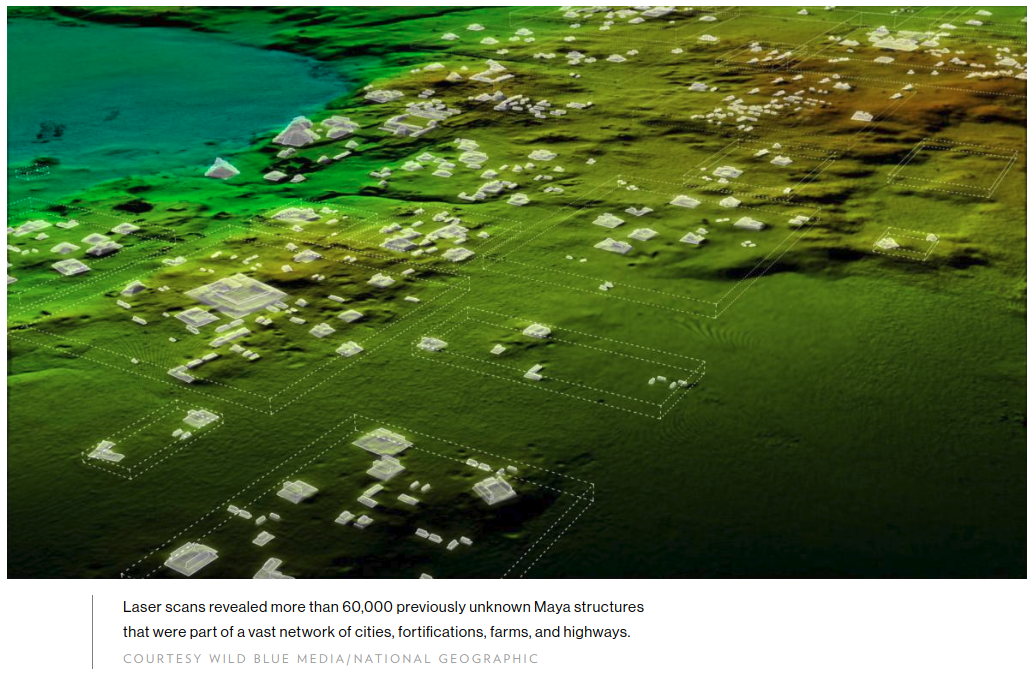 Laser scans revealed more than 60,000 previously unknown Maya structures
that were part of a vast network of cities, fortifications, farms, and highways.
COURTESY WILD BLUE MEDIA/NATIONAL GEOGRAPHIC